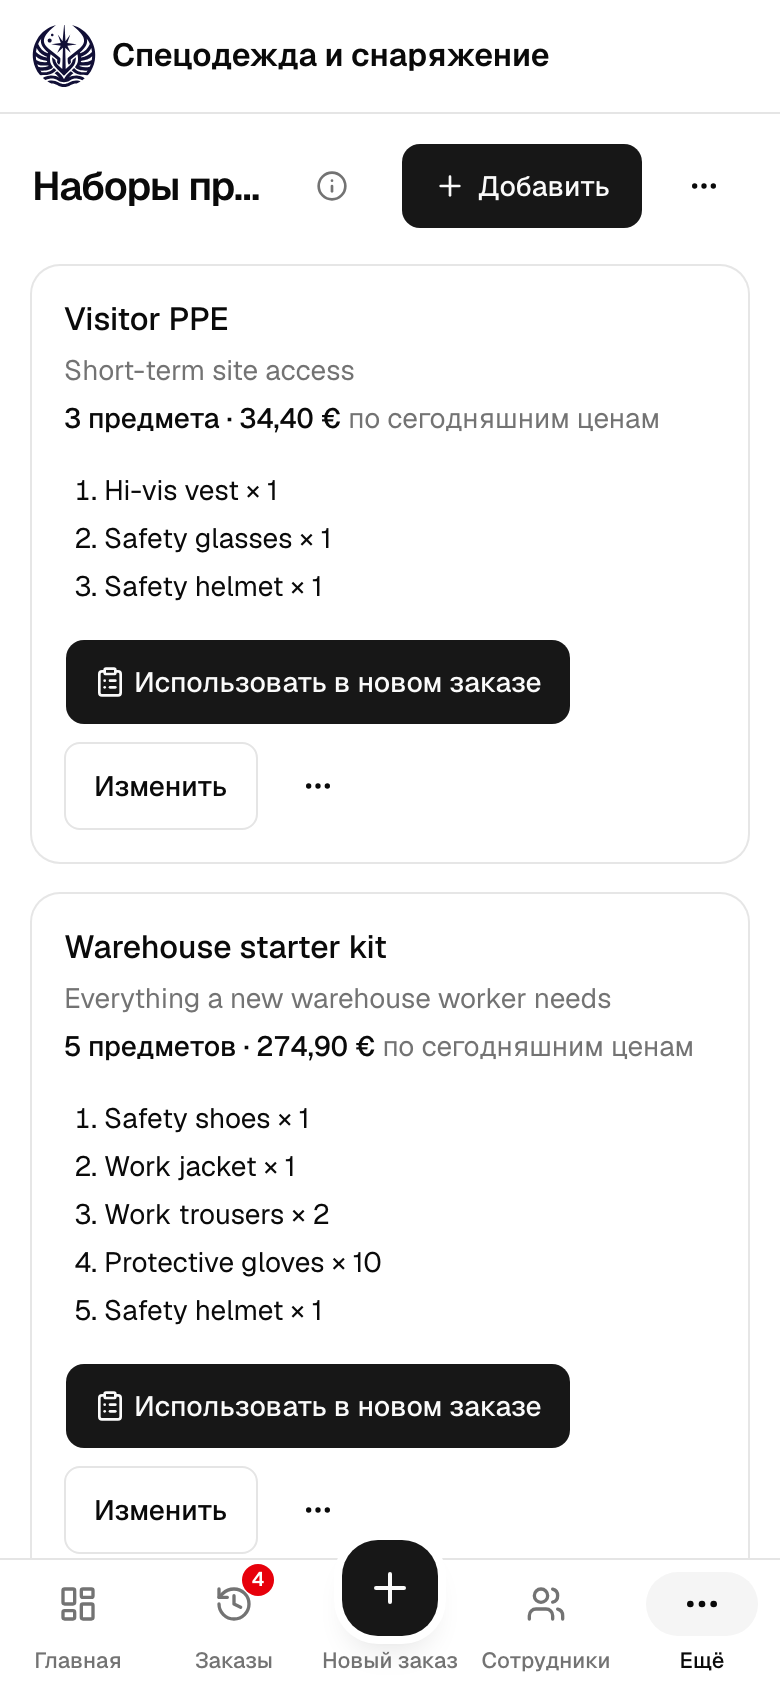 Спецодежда и снаряжение
Наборы пр...
Добавить
Visitor PPE
Short-term site access
3 предмета · 34,40 € по сегодняшним ценам
1. Hi-vis vest × 1
2. Safety glasses × 1
3. Safety helmet × 1
Использовать в новом заказе
Изменить
Warehouse starter kit
Everything a new warehouse worker needs
5 предметов · 274,90 € по сегодняшним ценам
1. Safety shoes × 1
2. Work jacket × 1
3. Work trousers × 2
4. Protective gloves × 10
5. Safety helmet × 1
Использовать в новом заказе
Изменить
4
Главная
Заказы
Новый заказ
Сотрудники
Ещё